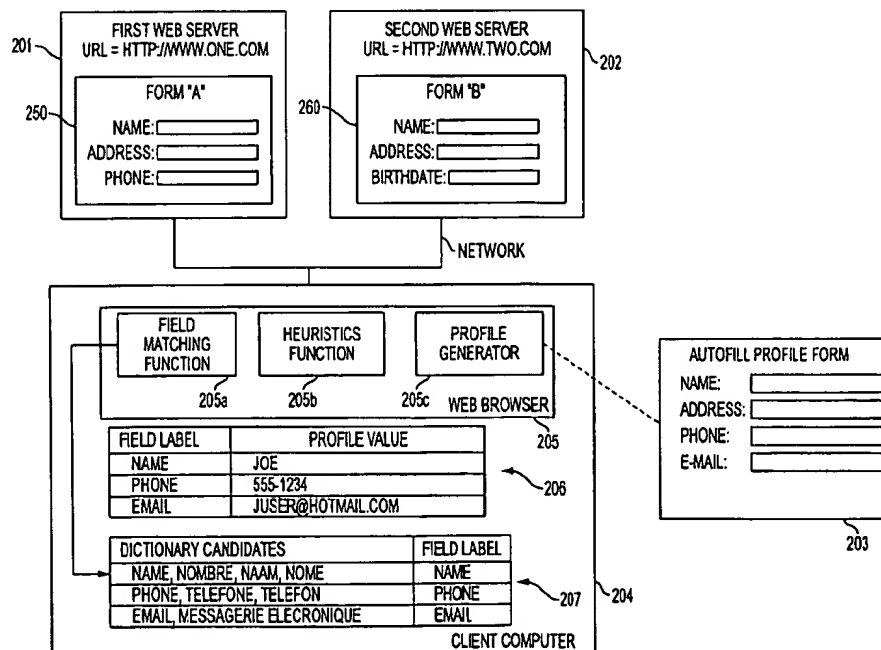 FIRST WEB SERVER
URL = HTTP://WWW.ONE.COM
201
FORM "A"
250
NAME:
ADDRESS:
PHONE:
SECOND WEB SERVER
URL = HTTP://WWW.TWO.COM
202
FORM "B"
260
NAME:
ADDRESS:
BIRTHDATE:
NETWORK
FIELD
MATCHING
FUNCTION
205a
HEURISTICS
FUNCTION
205b
PROFILE
GENERATOR
205c
WEB BROWSER
205
AUTOFILL PROFILE FORM
NAME:
ADDRESS:
PHONE:
E-MAIL:
203
FIELD LABEL PROFILE VALUE
NAME JOE
PHONE 555-1234
EMAIL JUSER@HOTMAIL.COM
206
DICTIONARY CANDIDATES FIELD LABEL
NAME, NOMBRE, NAAM, NOME NAME
PHONE, TELEFONE, TELEFON PHONE
EMAIL, MESSAGERIE ELECRONIQUE EMAIL
207
204
CLIENT COMPUTER